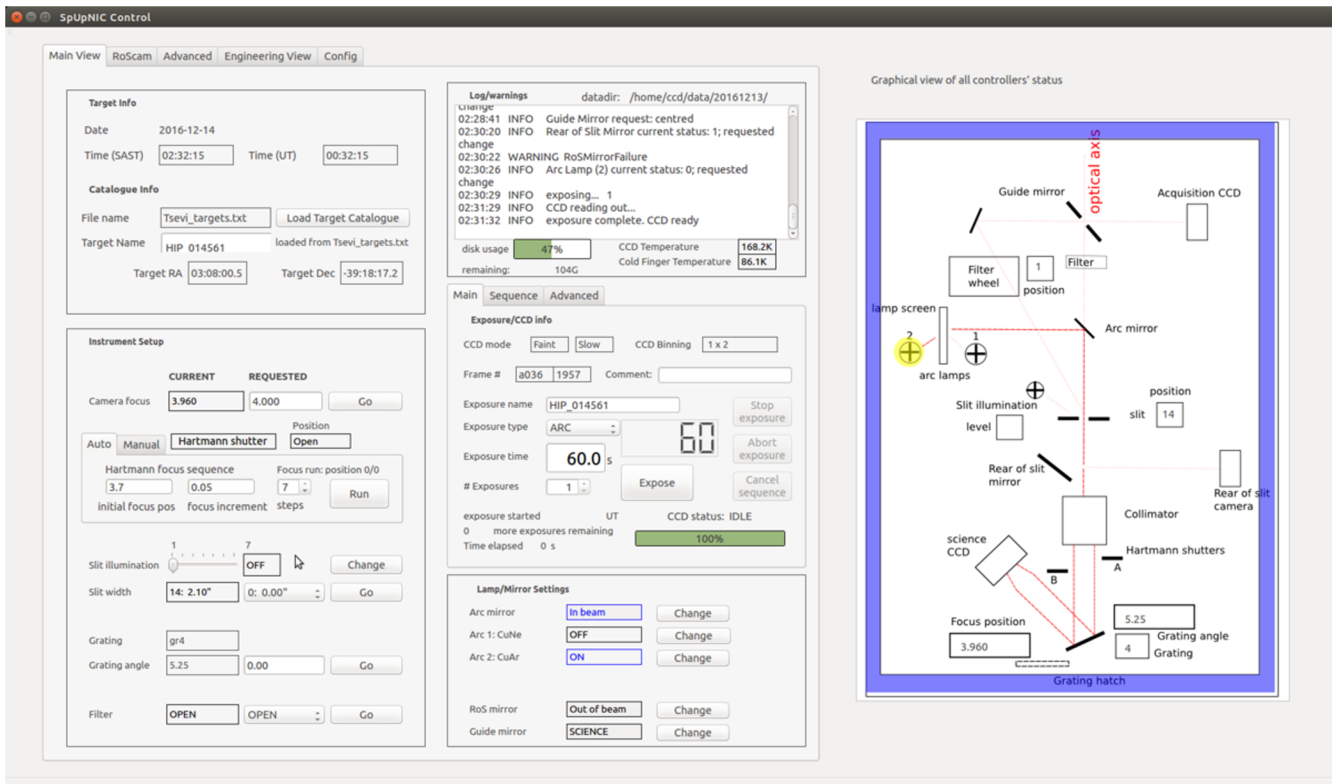 SpUpNIC Control
Main View RoScam Advanced Engineering View Config
Target Info
Date 2016-12-14
Time (SAST) 02:32:15 Time (UT) 00:32:15
Catalogue Info
File name Tsevi_targets.txt Load Target Catalogue
Target Name HIP_014561 loaded from Tsevi_targets.txt
Target RA 03:08:00.5 Target Dec -39:18:17.2
Instrument Setup
CURRENT REQUESTED
Camera focus 3.960 4.000 Go
Position
Auto Manual Hartmann shutter Open
Hartmann focus sequence Focus run: position 0/0
3.7 0.05 7 Run
initial focus pos focus increment steps
1 7
Slit illumination OFF Change
Slit width 14: 2.10" 0: 0.00" Go
Grating gr4
Grating angle 5.25 0.00 Go
Filter OPEN OPEN Go
Log/warnings datadir: /home/ccd/data/20161213/
change
02:28:41 INFO Guide Mirror request: centred
02:30:20 INFO Rear of Slit Mirror current status: 1; requested
change
02:30:22 WARNING RoSMirrorFailure
02:30:26 INFO Arc Lamp (2) current status: 0; requested
change
02:30:29 INFO exposing... 1
02:31:29 INFO CCD reading out...
02:31:32 INFO exposure complete. CCD ready
disk usage 47% CCD Temperature 168.2K
remaining: 104G Cold Finger Temperature 86.1K
Main Sequence Advanced
Exposure/CCD info
CCD mode Faint Slow CCD Binning 1 x 2
Frame # a036 1957 Comment:
Exposure name HIP_014561 Stop exposure
Exposure type ARC 60 Abort exposure
Exposure time 60.0 s
# Exposures 1 Expose Cancel sequence
exposure started UT CCD status: IDLE
0 more exposures remaining 100%
Time elapsed 0 s
Lamp/Mirror Settings
Arc mirror In beam Change
Arc 1: CuNe OFF Change
Arc 2: CuAr ON Change
RoS mirror Out of beam Change
Guide mirror SCIENCE Change
Graphical view of all controllers' status
optical axis
Guide mirror Acquisition CCD
Filter
Filter wheel 1 position
lamp screen
2 1 Arc mirror
arc lamps
Slit illumination level
slit 14 position
Rear of slit mirror
Rear of slit camera
Collimator
science CCD
Hartmann shutters
A
B
Focus position 5.25
Grating angle
3.960 4 Grating
Grating hatch